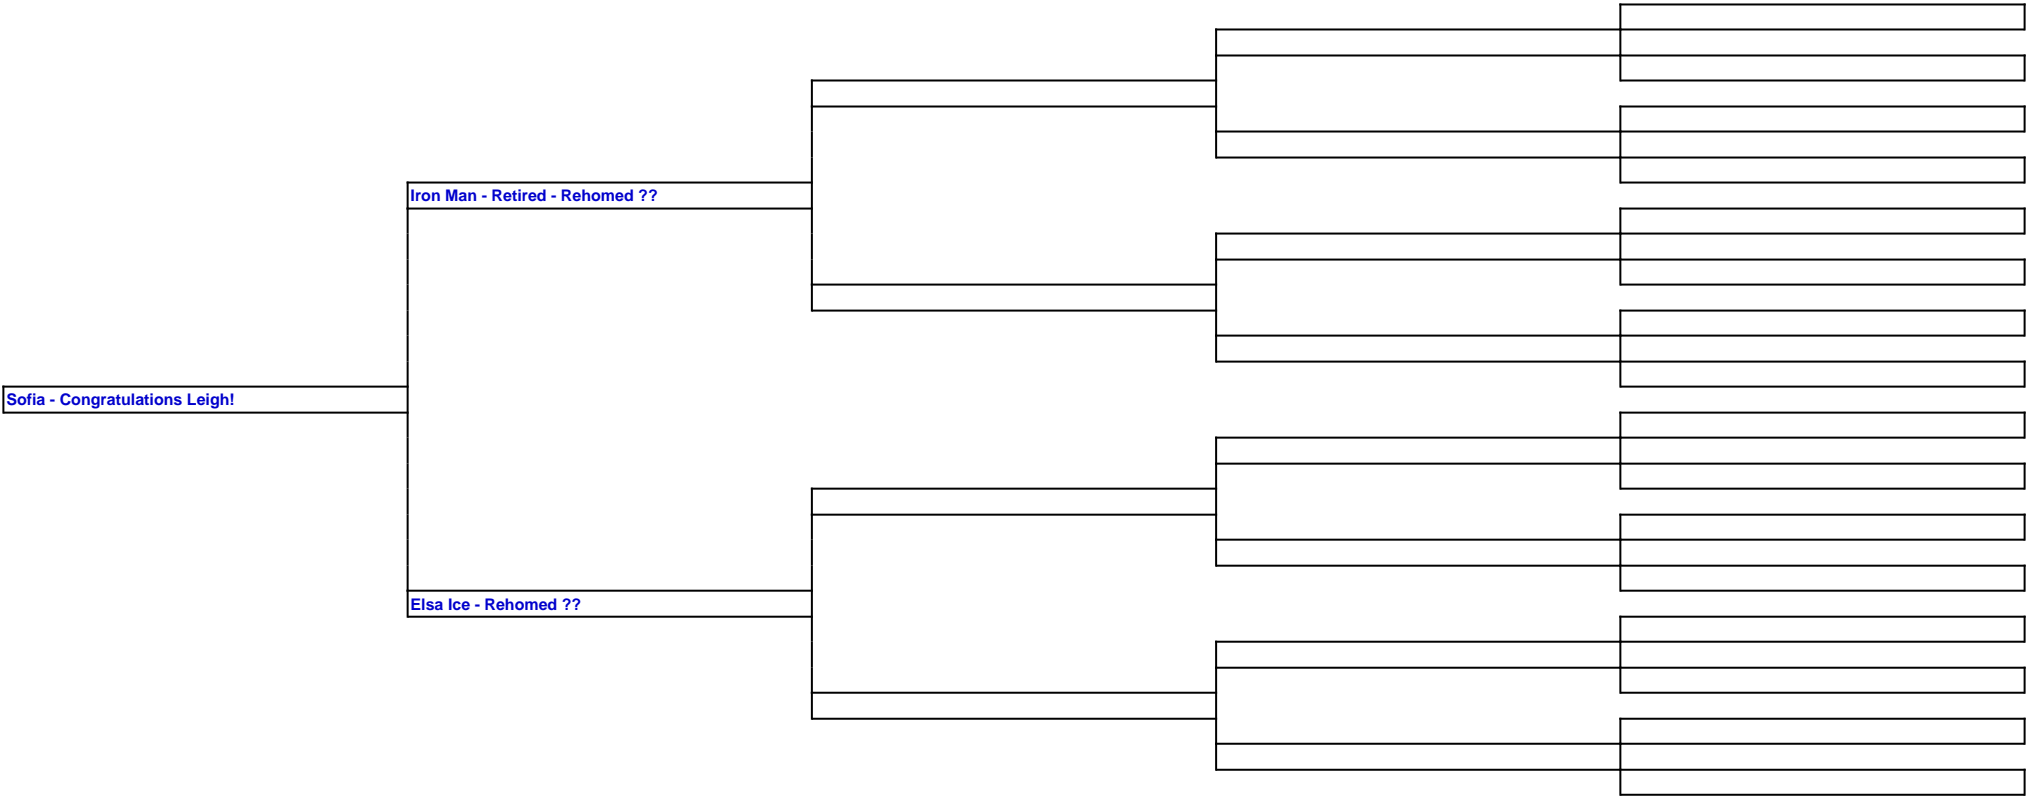 Iron Man - Retired - Rehomed ??
Sofia - Congratulations Leigh!
Elsa Ice - Rehomed ??